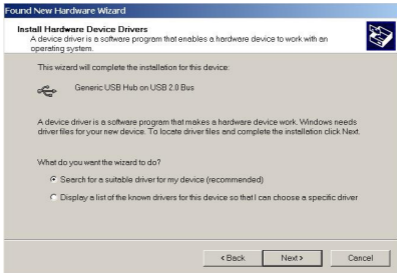 Found New Hardware Wizard
Install Hardware Device Drivers
A device driver is a software program that enables a hardware device to work with an
operating system.
This wizard will complete the installation for this device:
Generic USB Hub on USB 2.0 Bus
A device driver is a software program that makes a hardware device work. Windows needs
driver files for your new device. To locate driver files and complete the installation click Next.
What do you want the wizard to do?
Search for a suitable driver for my device (recommended)
Display a list of the known drivers for this device so that I can choose a specific driver
< Back Next > Cancel